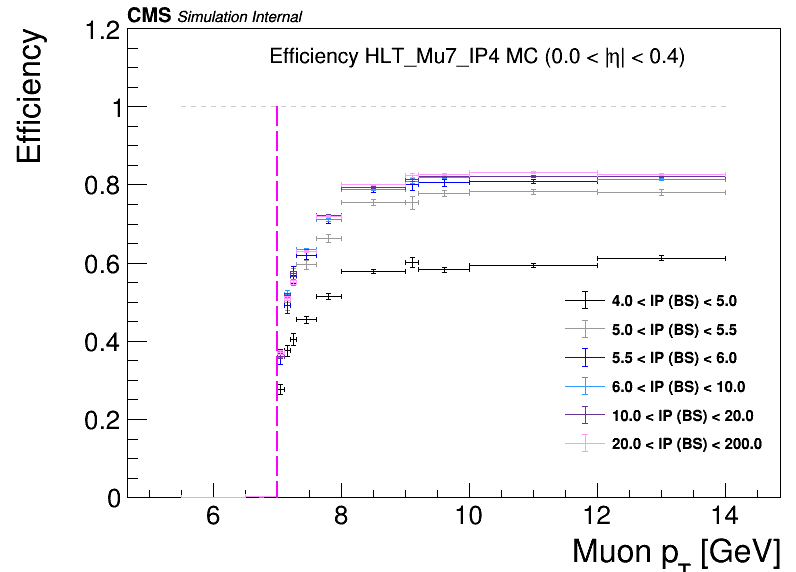 CMS Simulation Internal
Efficiency HLT_Mu7_IP4 MC (0.0 < |η| < 0.4)
Efficiency
1.2
1
0.8
0.6
0.4
0.2
0
4.0 < IP (BS) < 5.0
5.0 < IP (BS) < 5.5
5.5 < IP (BS) < 6.0
6.0 < IP (BS) < 10.0
10.0 < IP (BS) < 20.0
20.0 < IP (BS) < 200.0
6 8 10 12 14
Muon p_T [GeV]